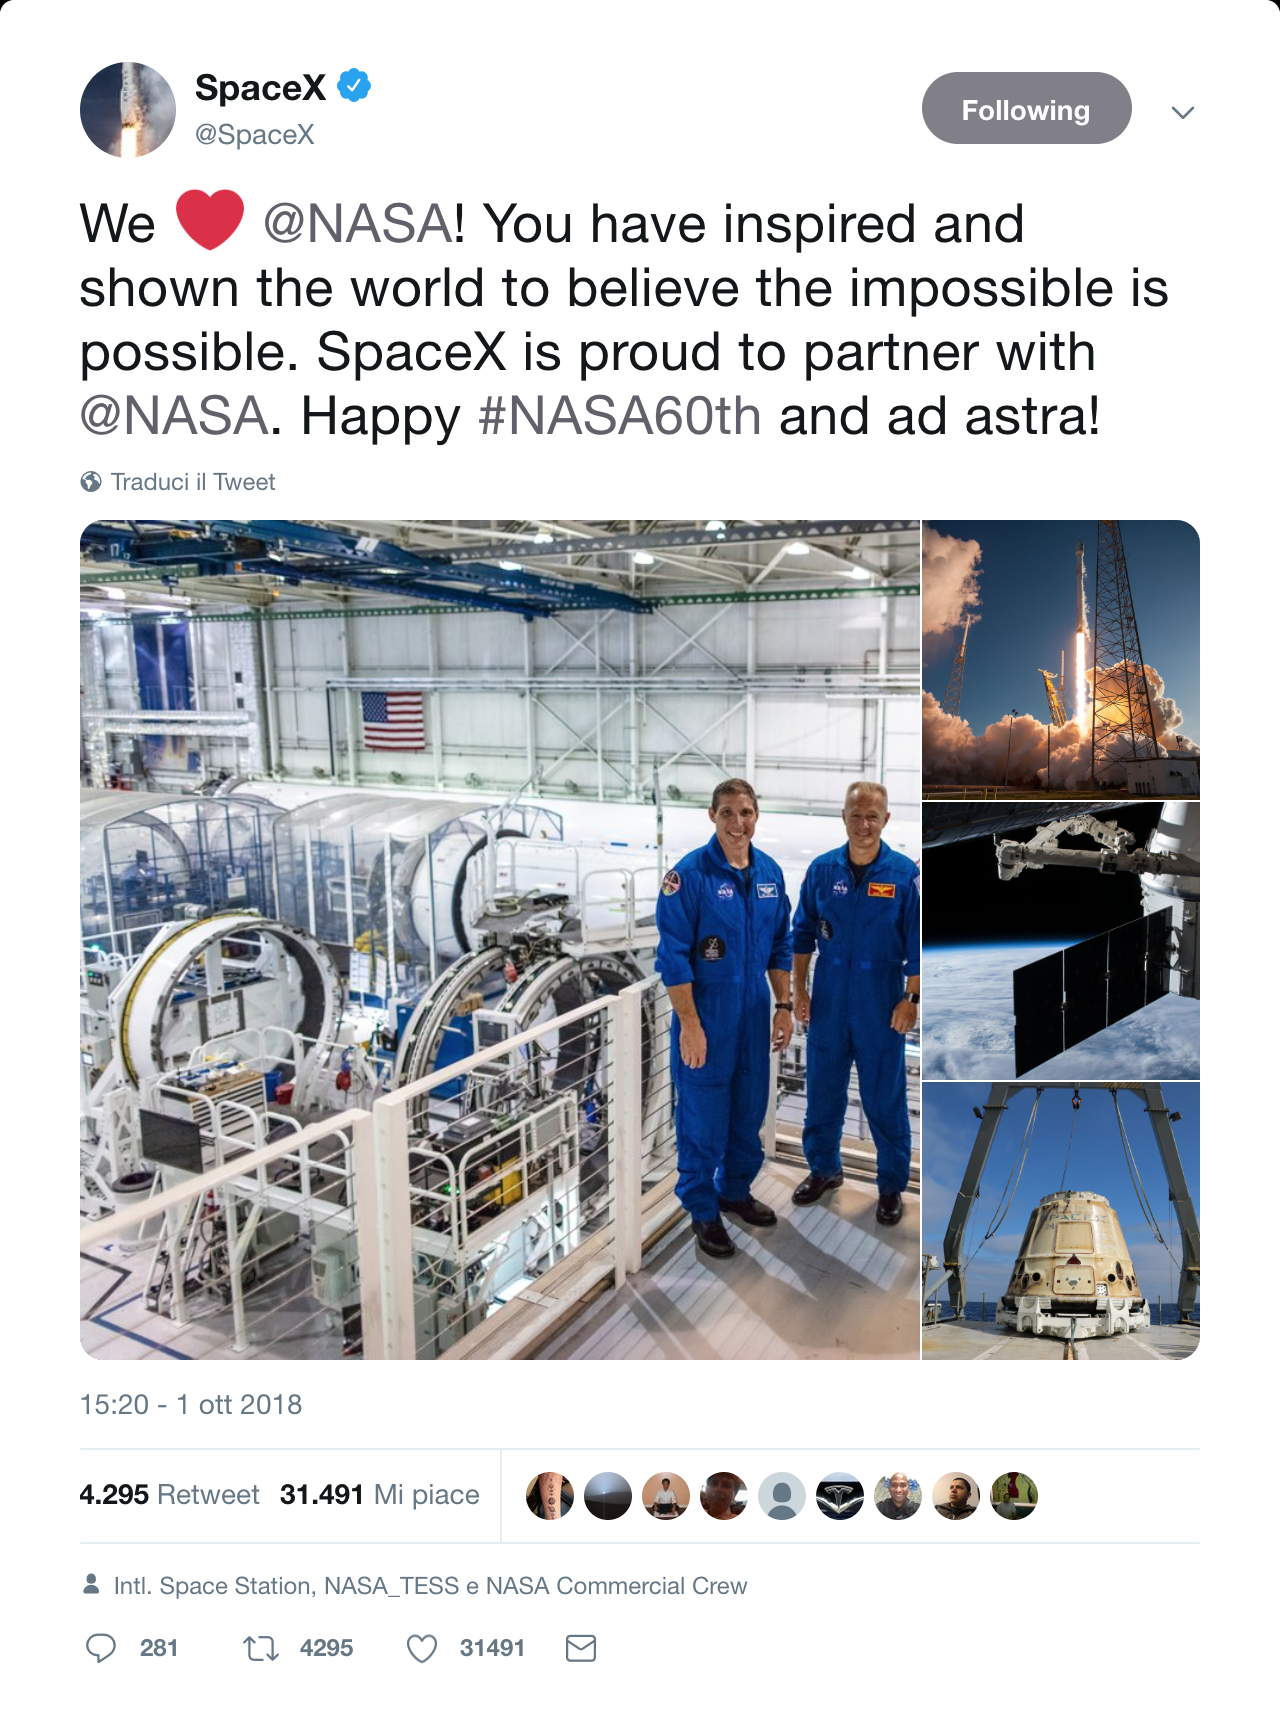 SpaceX
@SpaceX
Following
We ❤️ @NASA! You have inspired and
shown the world to believe the impossible is
possible. SpaceX is proud to partner with
@NASA. Happy #NASA60th and ad astra!
Traduci il Tweet
17
NASA
NASA
15:20 - 1 ott 2018
4.295 Retweet 31.491 Mi piace
Intl. Space Station, NASA_TESS e NASA Commercial Crew
281 4295 31491